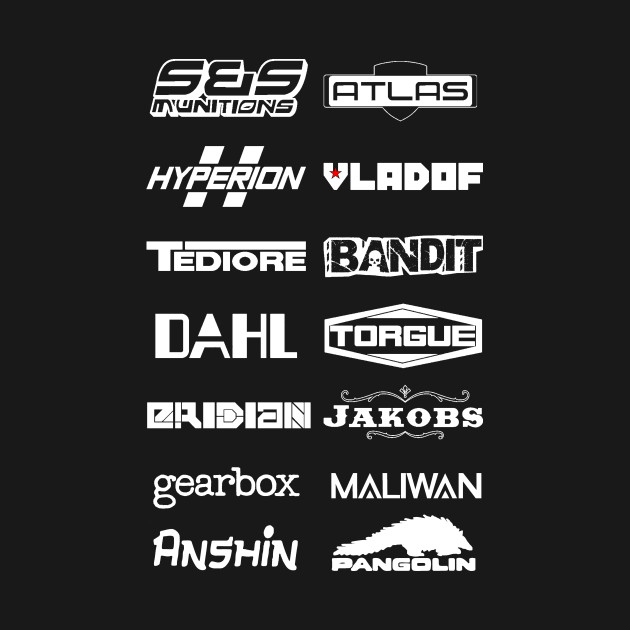 S&S
MUNITIONS
ATLAS
HYPERION
VLADOF
TEDIORE
BANDIT
DAHL
TORGUE
ERIDIAN
JAKOBS
gearbox
MALIWAN
ANSHIN
PANGOLIN